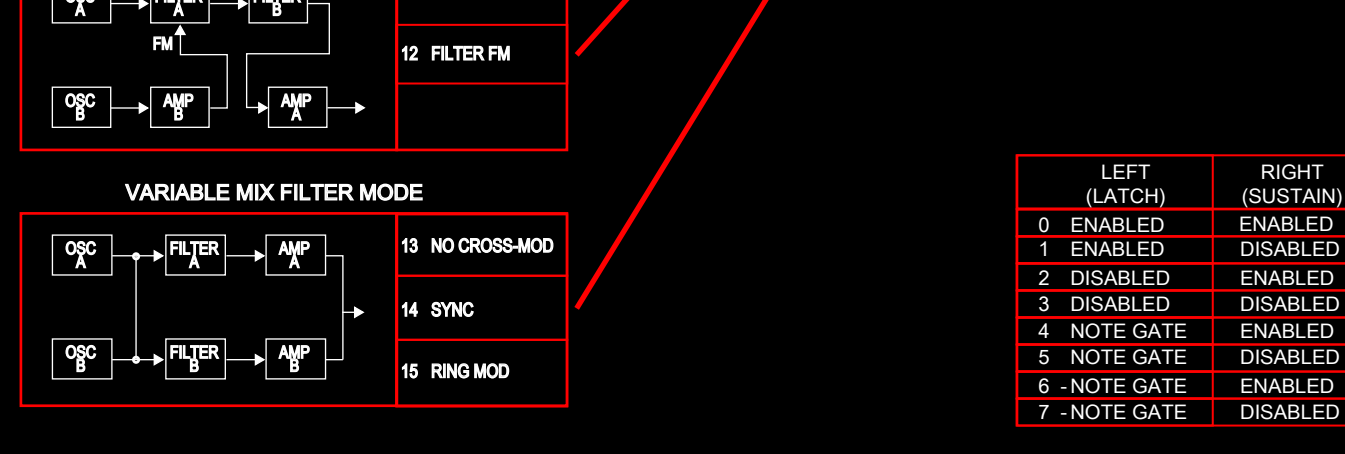 OSC A FILTER A FILTER B
FM
12 FILTER FM
OSC B AMP B AMP A
VARIABLE MIX FILTER MODE
OSC A FILTER A AMP A
13 NO CROSS-MOD
14 SYNC
OSC B FILTER B AMP B
15 RING MOD
LEFT (LATCH) RIGHT (SUSTAIN)
0 ENABLED ENABLED
1 ENABLED DISABLED
2 DISABLED ENABLED
3 DISABLED DISABLED
4 NOTE GATE ENABLED
5 NOTE GATE DISABLED
6 -NOTE GATE ENABLED
7 -NOTE GATE DISABLED